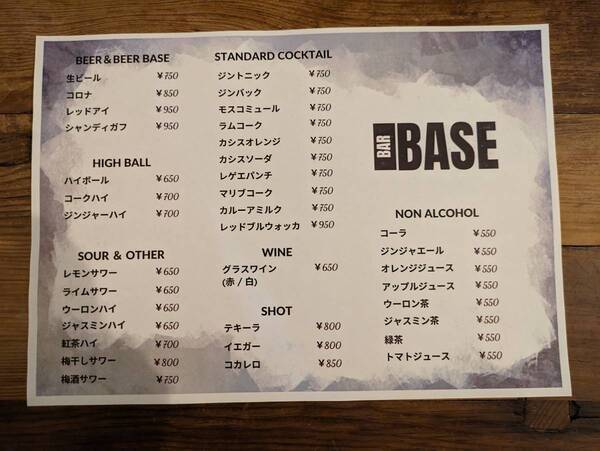 BEER & BEER BASE
生ビール ¥750
コロナ ¥850
レッドアイ ¥950
シャンディガフ ¥950
HIGH BALL
ハイボール ¥650
コークハイ ¥700
ジンジャーハイ ¥700
SOUR & OTHER
レモンサワー ¥650
ライムサワー ¥650
ウーロンハイ ¥650
ジャスミンハイ ¥650
紅茶ハイ ¥700
梅干しサワー ¥800
梅酒サワー ¥750
STANDARD COCKTAIL
ジントニック ¥750
ジンバック ¥750
モスコミュール ¥750
ラムコーク ¥750
カシスオレンジ ¥750
カシスソーダ ¥750
レゲエパンチ ¥750
マリブコーク ¥750
カルーアミルク ¥750
レッドブルウォッカ ¥950
WINE
グラスワイン ¥650
(赤 / 白)
SHOT
テキーラ ¥800
イエガー ¥800
コカレロ ¥850
BAR BASE
NON ALCOHOL
コーラ ¥550
ジンジャエール ¥550
オレンジジュース ¥550
アップルジュース ¥550
ウーロン茶 ¥550
ジャスミン茶 ¥550
緑茶 ¥550
トマトジュース ¥550